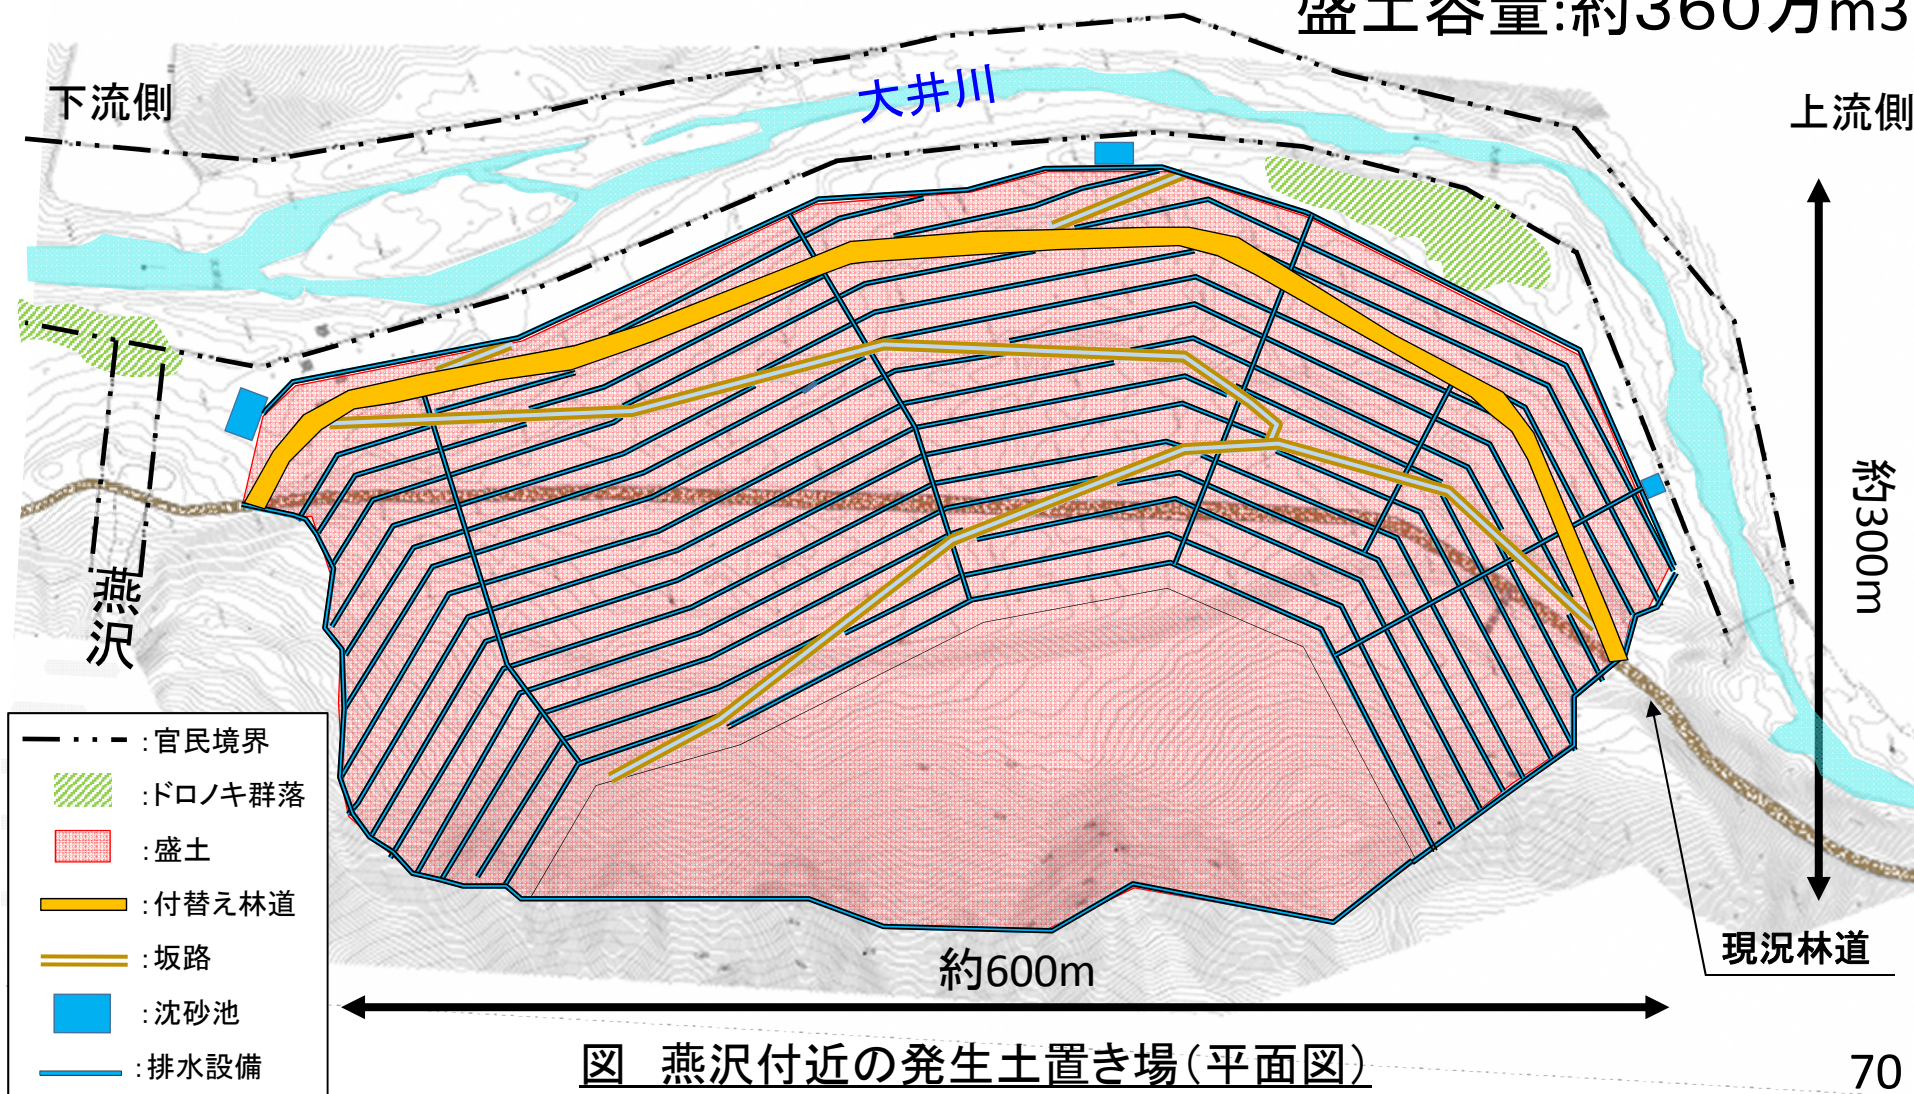 盛土容量:約360万m3
下流側
大井川
上流側
約300m
燕沢
:官民境界
:ドロノキ群落
:盛土
:付替え林道
:坂路
:沈砂池
:排水設備
現況林道
約600m
図 燕沢付近の発生土置き場(平面図)
70